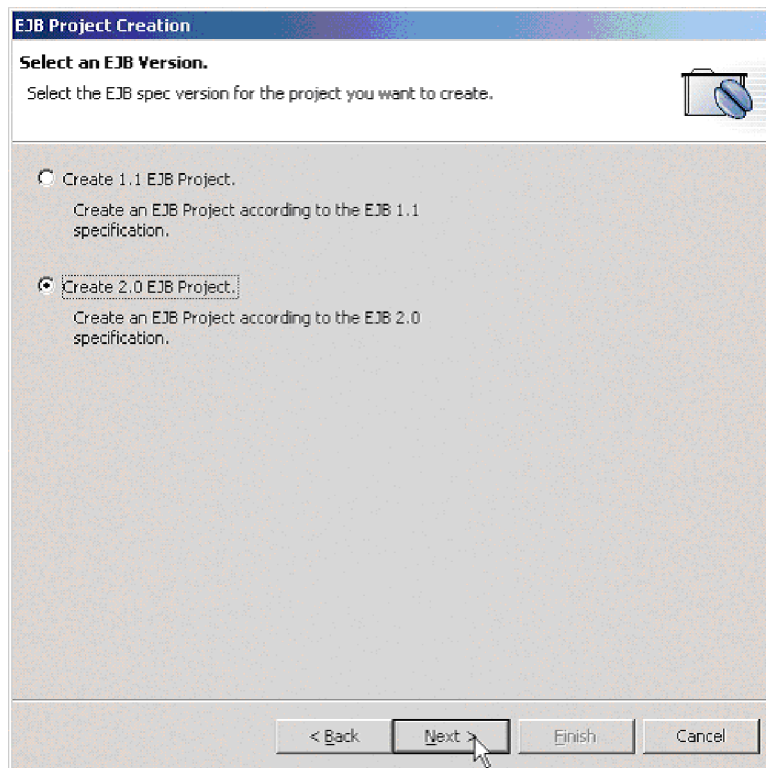 EJB Project Creation
Select an EJB Version.
Select the EJB spec version for the project you want to create.
Create 1.1 EJB Project.
Create an EJB Project according to the EJB 1.1
specification.
Create 2.0 EJB Project.
Create an EJB Project according to the EJB 2.0
specification.
< Back Next > Finish Cancel